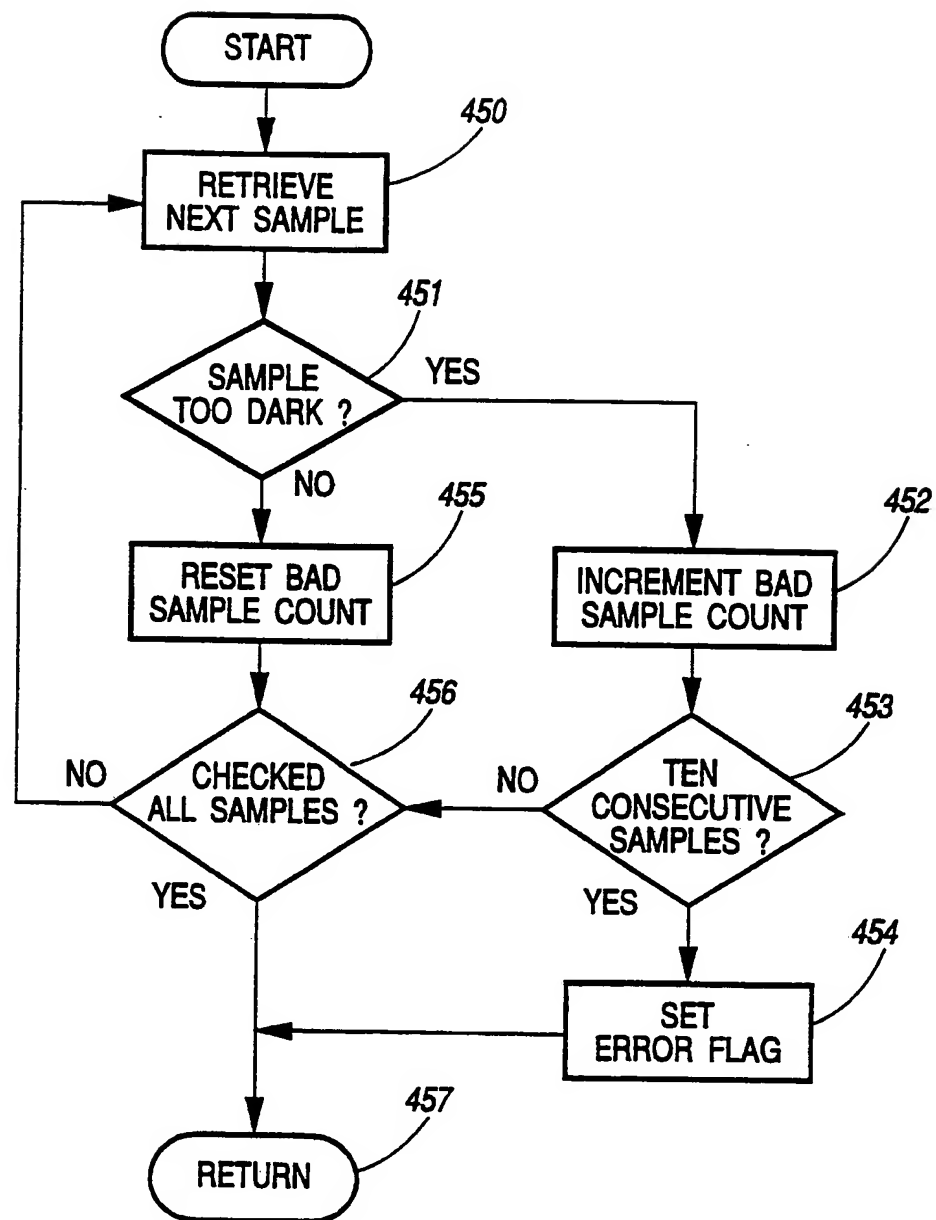 START
450
RETRIEVE
NEXT SAMPLE
451
SAMPLE
TOO DARK ?
YES
NO
455
RESET BAD
SAMPLE COUNT
452
INCREMENT BAD
SAMPLE COUNT
456
CHECKED
ALL SAMPLES ?
NO
YES
453
TEN
CONSECUTIVE
SAMPLES ?
NO
YES
454
SET
ERROR FLAG
457
RETURN